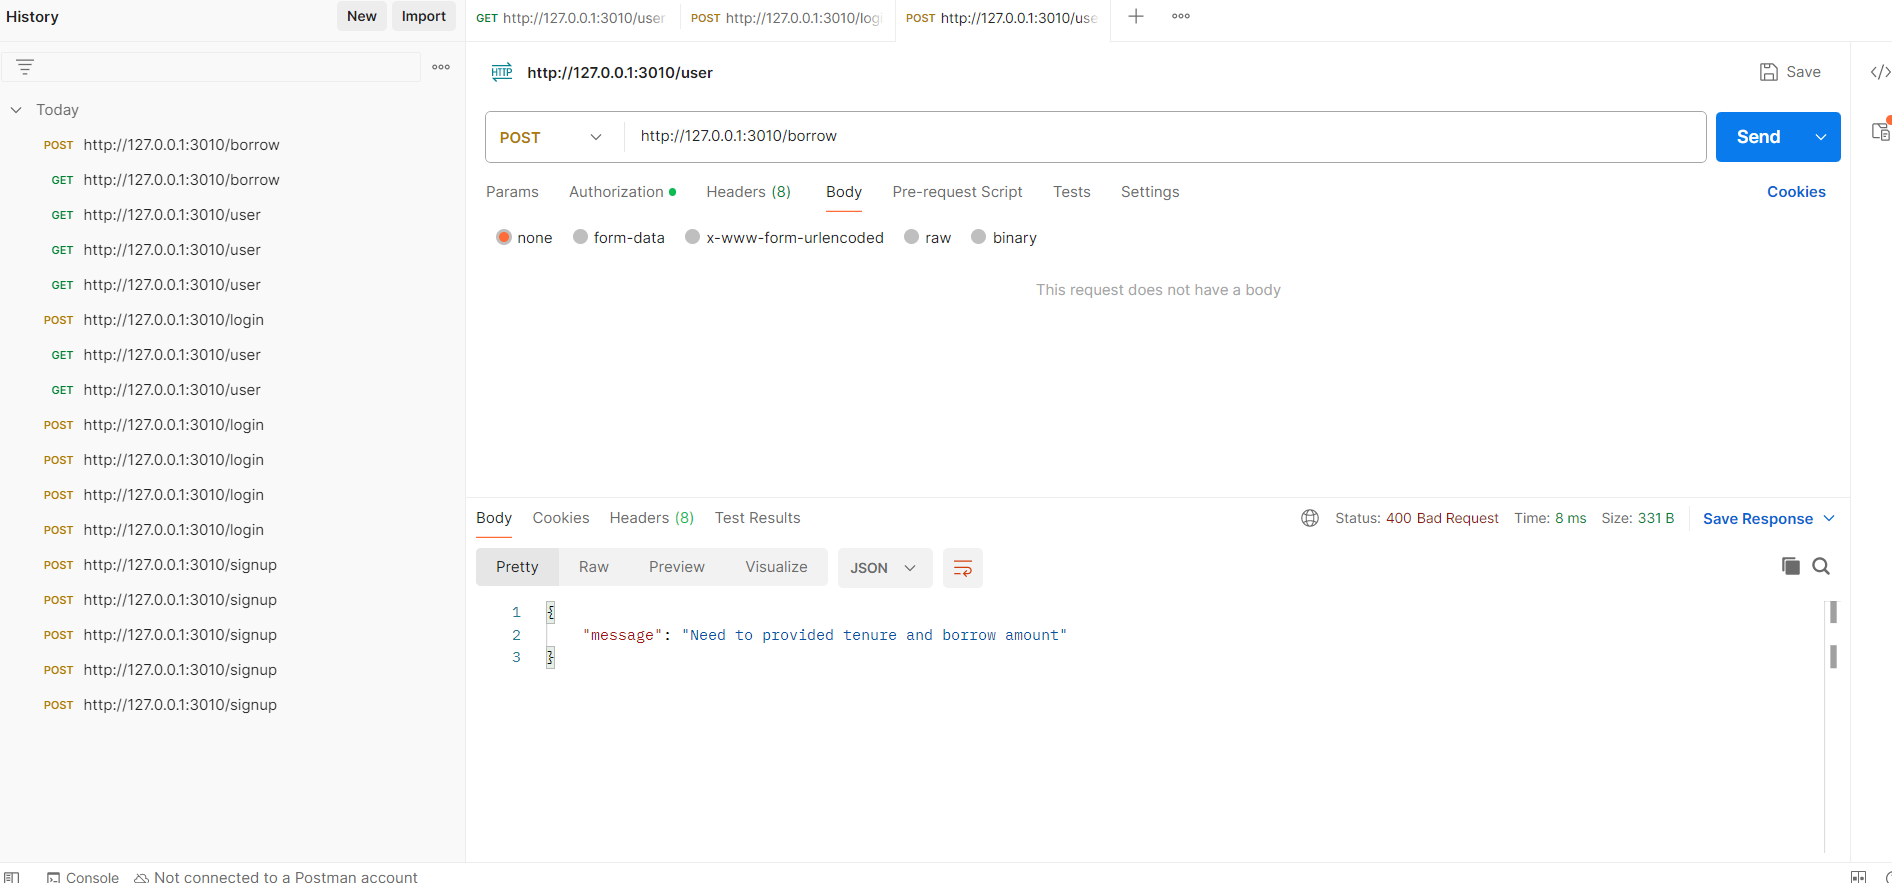 History
New
Import
Today
POST http://127.0.0.1:3010/borrow
GET http://127.0.0.1:3010/borrow
GET http://127.0.0.1:3010/user
GET http://127.0.0.1:3010/user
GET http://127.0.0.1:3010/user
POST http://127.0.0.1:3010/login
GET http://127.0.0.1:3010/user
GET http://127.0.0.1:3010/user
POST http://127.0.0.1:3010/login
POST http://127.0.0.1:3010/login
POST http://127.0.0.1:3010/login
POST http://127.0.0.1:3010/login
POST http://127.0.0.1:3010/signup
POST http://127.0.0.1:3010/signup
POST http://127.0.0.1:3010/signup
POST http://127.0.0.1:3010/signup
POST http://127.0.0.1:3010/signup
GET http://127.0.0.1:3010/user
POST http://127.0.0.1:3010/logi
POST http://127.0.0.1:3010/use
HTTP http://127.0.0.1:3010/user
Save
POST http://127.0.0.1:3010/borrow
Send
Params Authorization Headers (8) Body Pre-request Script Tests Settings Cookies
none form-data x-www-form-urlencoded raw binary
This request does not have a body
Body Cookies Headers (8) Test Results
Status: 400 Bad Request Time: 8 ms Size: 331 B Save Response
Pretty Raw Preview Visualize JSON
1 {
2 "message": "Need to provided tenure and borrow amount"
3 }
Console Not connected to a Postman account